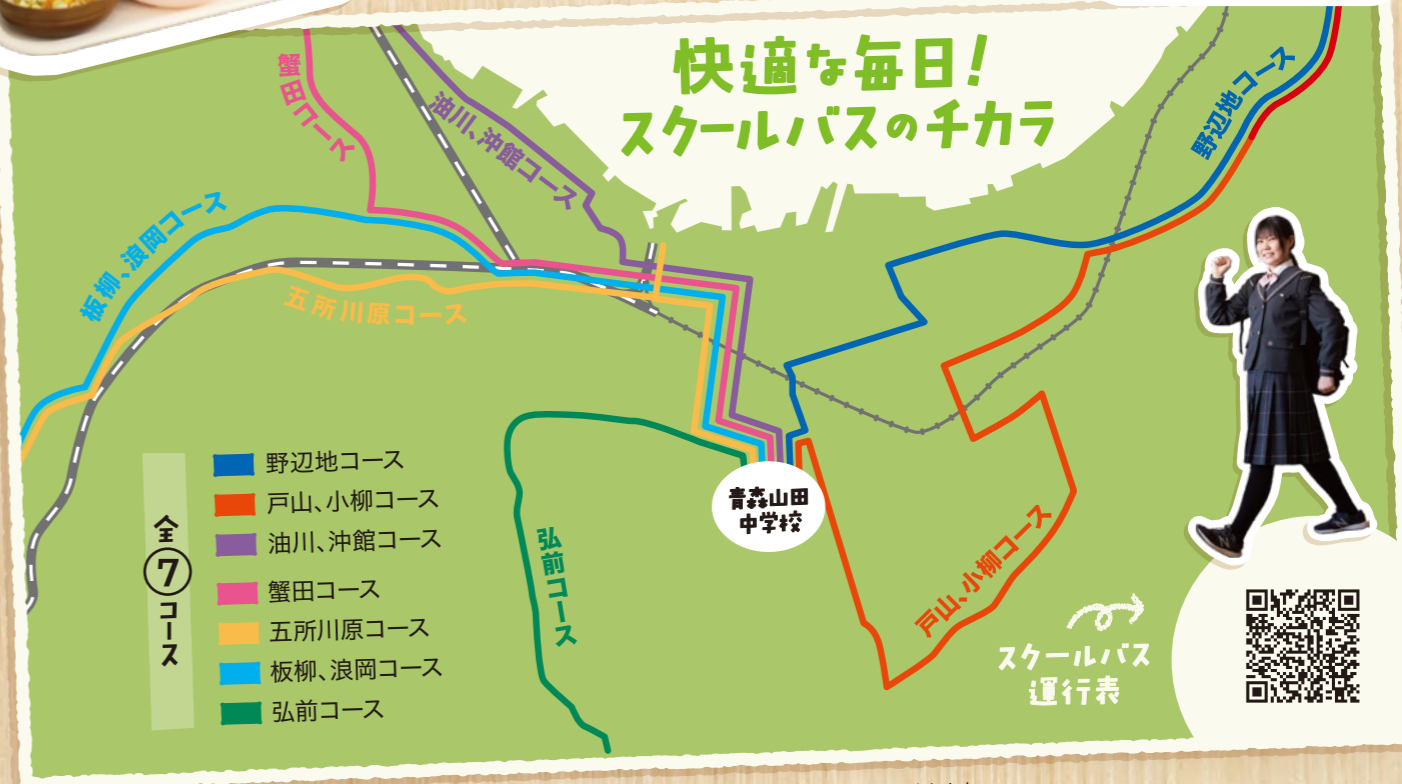 快適な毎日!
スクールバスのチカラ
蟹田コース
油川、沖館コース
野辺地コース
板柳、浪岡コース
五所川原コース
青森山田
中学校
弘前コース
戸山、小柳コース
全⑦コース
野辺地コース
戸山、小柳コース
油川、沖館コース
蟹田コース
五所川原コース
板柳、浪岡コース
弘前コース
スクールバス
運行表